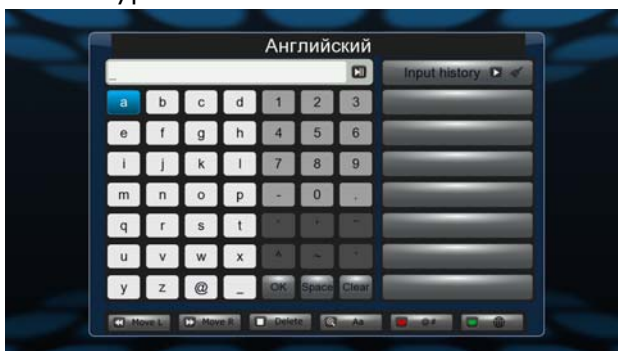 Английский
_
Input history
a b c d 1 2 3
e f g h 4 5 6
i j k l 7 8 9
m n o p - 0 .
q r s t
u v w x ^ ~
y z @ _ OK Space Clear
Move L Move R Delete Aa @#